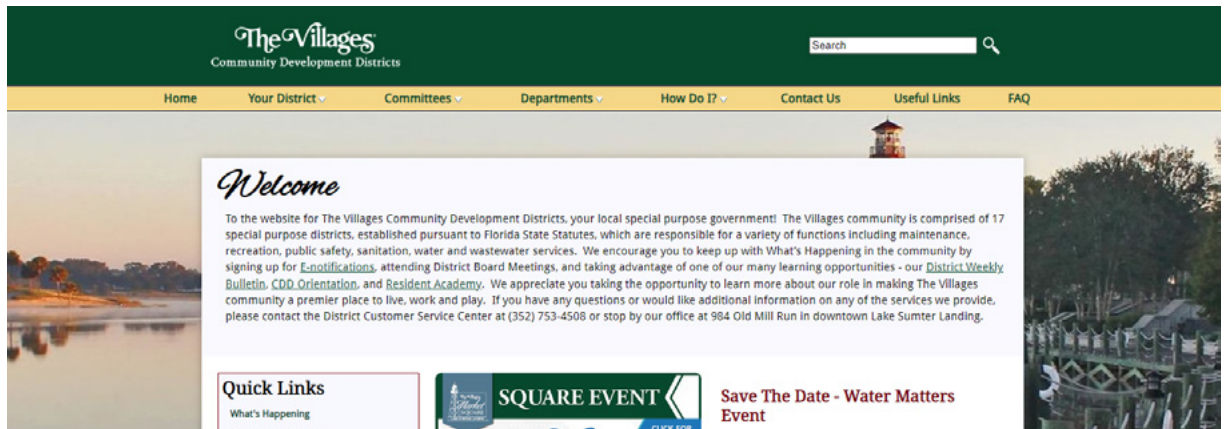 The Villages
Community Development Districts
Search
Home Your District Committees Departments How Do I? Contact Us Useful Links FAQ
Welcome
To the website for The Villages Community Development Districts, your local special purpose government! The Villages community is comprised of 17
special purpose districts, established pursuant to Florida State Statutes, which are responsible for a variety of functions including maintenance,
recreation, public safety, sanitation, water and wastewater services. We encourage you to keep up with What's Happening in the community by
signing up for E-notifications, attending District Board Meetings, and taking advantage of one of our many learning opportunities - our District Weekly
Bulletin, CDD Orientation, and Resident Academy. We appreciate you taking the opportunity to learn more about our role in making The Villages
community a premier place to live, work and play. If you have any questions or would like additional information on any of the services we provide,
please contact the District Customer Service Center at (352) 753-4508 or stop by our office at 984 Old Mill Run in downtown Lake Sumter Landing.
Quick Links
What's Happening
Market
SQUARE EVENT
CLICK FOR
Save The Date - Water Matters
Event